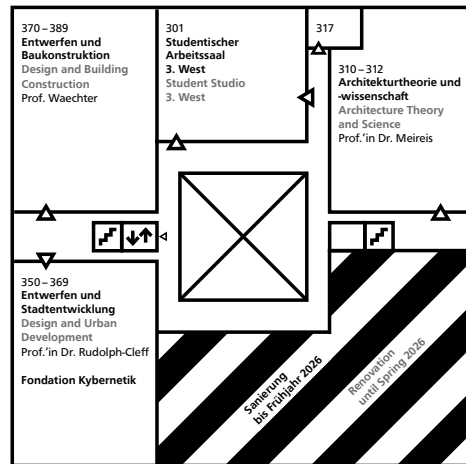 370–389
Entwerfen und
Baukonstruktion
Design and Building
Construction
Prof. Waechter
301
Studentischer
Arbeitssaal
3. West
Student Studio
3. West
317
310–312
Architekturtheorie und
-wissenschaft
Architecture Theory
and Science
Prof.'in Dr. Meireis
350–369
Entwerfen und
Stadtentwicklung
Design and Urban
Development
Prof.'in Dr. Rudolph-Cleff
Fondation Kybernetik
Sanierung
bis Frühjahr 2026
Renovation
until Spring 2026